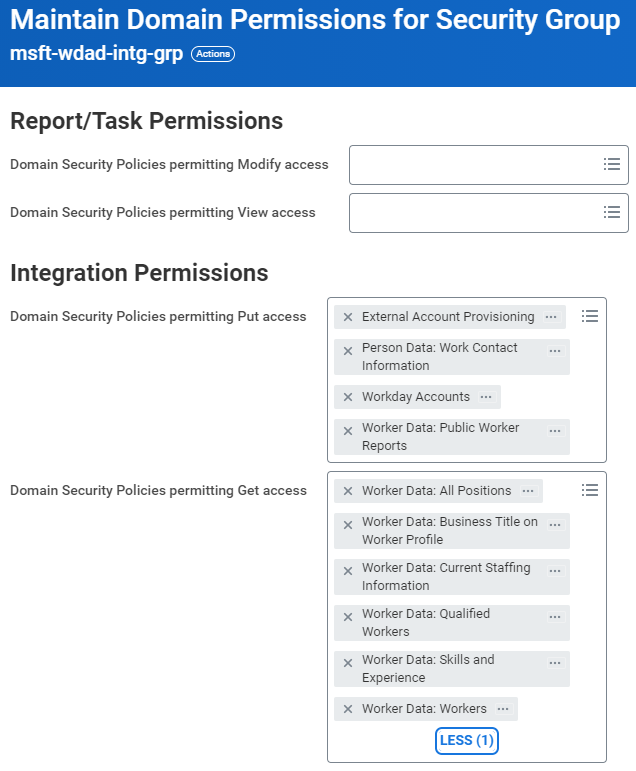 Maintain Domain Permissions for Security Group
msft-wdad-intg-grp Actions
Report/Task Permissions
Domain Security Policies permitting Modify access
Domain Security Policies permitting View access
Integration Permissions
Domain Security Policies permitting Put access
External Account Provisioning
Person Data: Work Contact
Information
Workday Accounts
Worker Data: Public Worker
Reports
Domain Security Policies permitting Get access
Worker Data: All Positions
Worker Data: Business Title on
Worker Profile
Worker Data: Current Staffing
Information
Worker Data: Qualified
Workers
Worker Data: Skills and
Experience
Worker Data: Workers
LESS (1)